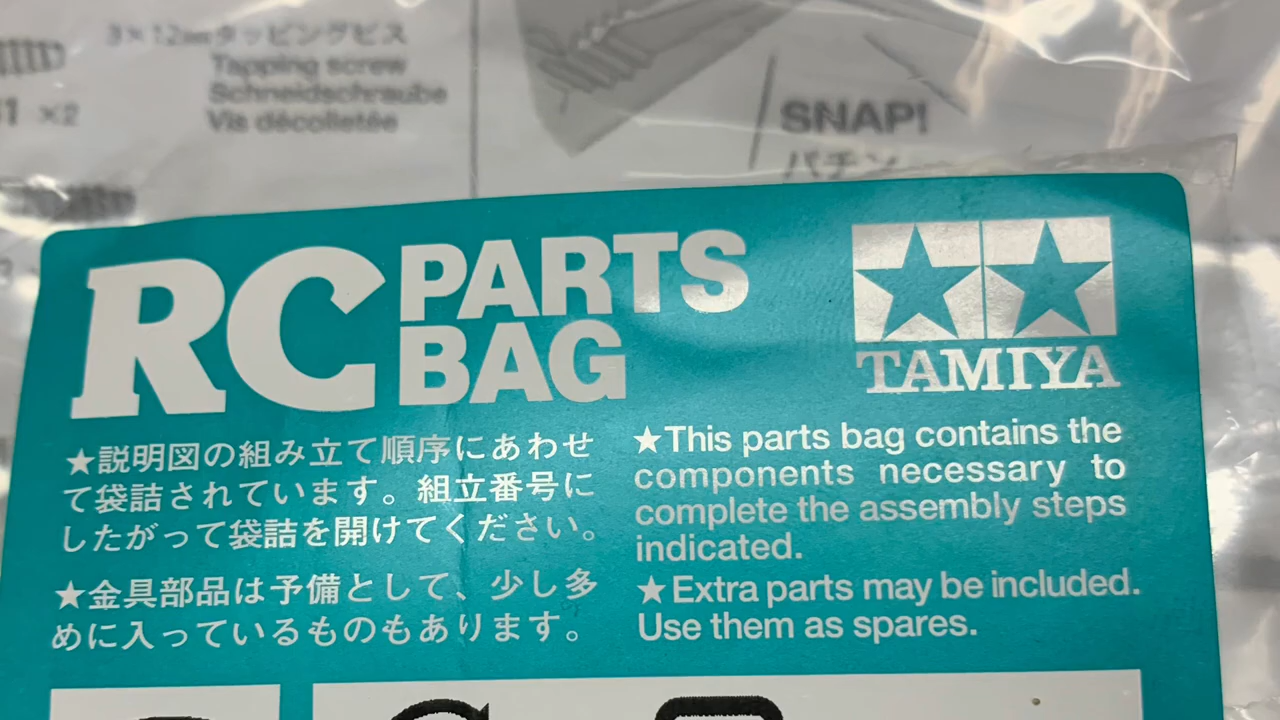 3×12㎜タッピングビス
Tapping screw
Schneidschraube
Vis décolletée
×2
SNAP!
パチン
RC PARTS
BAG
TAMIYA
★説明図の組み立て順序にあわせ
て袋詰されています。組立番号に
したがって袋詰を開けてください。
★金具部品は予備として、少し多
めに入っているものもあります。
★This parts bag contains the
components necessary to
complete the assembly steps
indicated.
★Extra parts may be included.
Use them as spares.